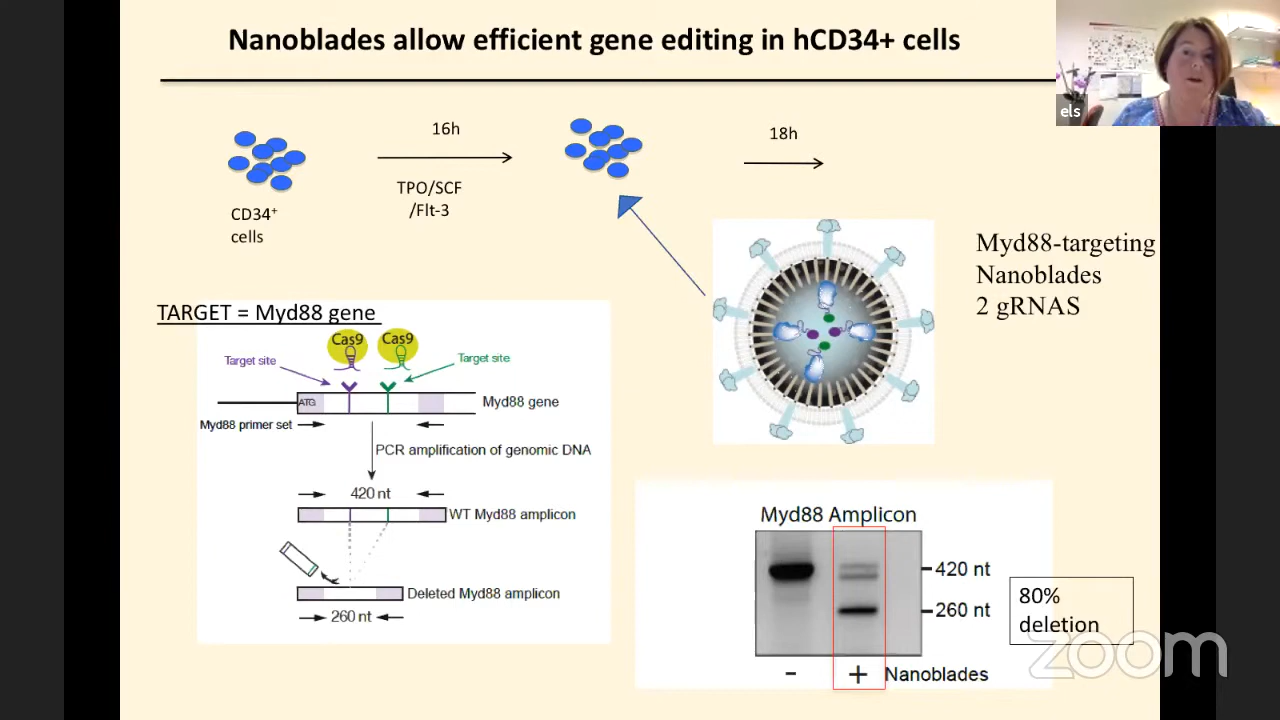 Nanoblades allow efficient gene editing in hCD34+ cells
els
16h
18h
TPO/SCF
/Flt-3
CD34+
cells
Myd88-targeting
Nanoblades
2 gRNAS
TARGET = Myd88 gene
Cas9
Cas9
Target site
Target site
ATG
Myd88 gene
Myd88 primer set
PCR amplification of genomic DNA
420 nt
WT Myd88 amplicon
Deleted Myd88 amplicon
260 nt
Myd88 Amplicon
420 nt
260 nt
80%
deletion
- + Nanoblades
zoom